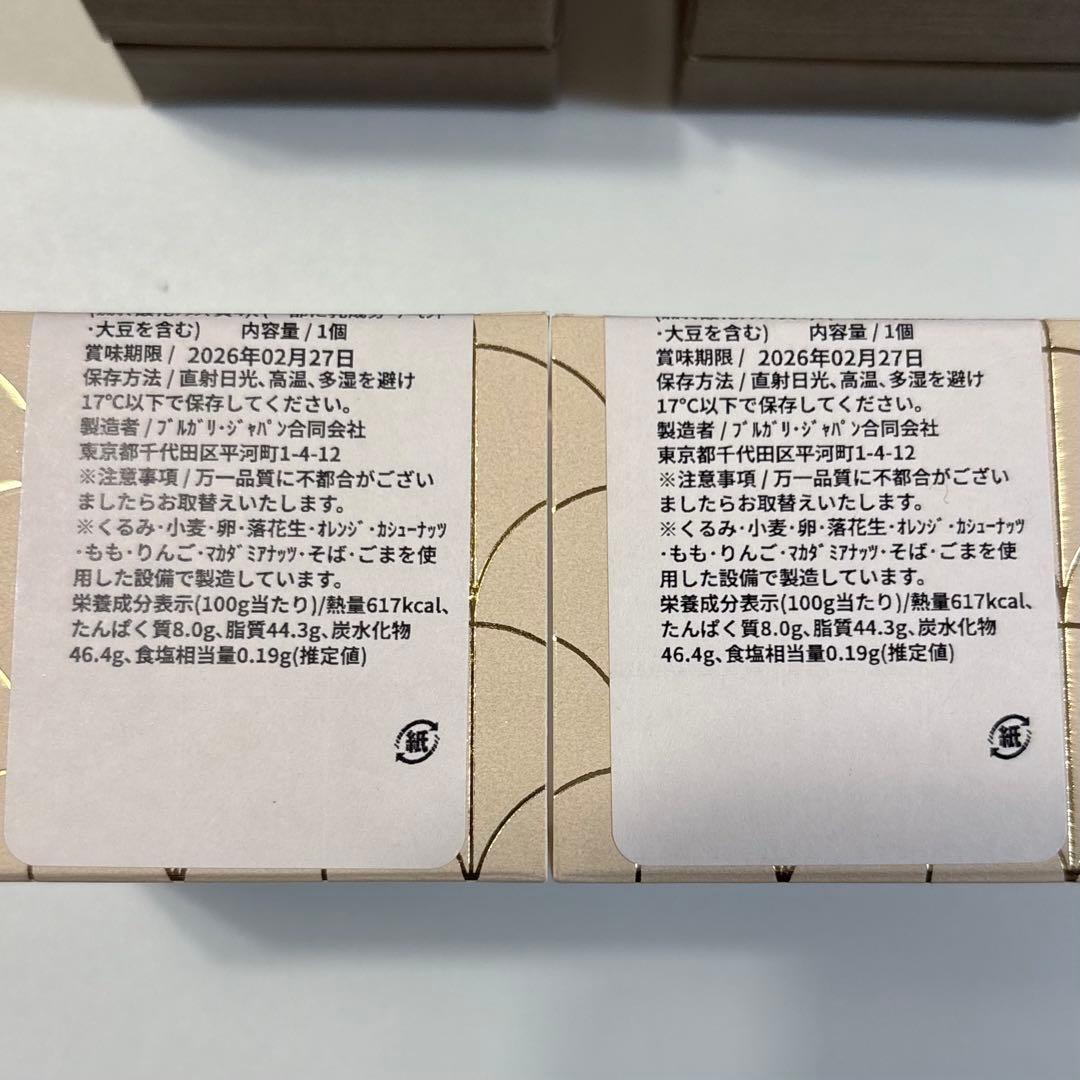 ・大豆を含む) 内容量 / 1個
賞味期限 / 2026年02月27日
保存方法 / 直射日光、高温、多湿を避け
17℃以下で保存してください。
製造者 / ﾌﾞﾙｶﾞﾘ･ｼﾞｬﾊﾟﾝ合同会社
東京都千代田区平河町1-4-12
※注意事項 / 万一品質に不都合がござい
ましたらお取替えいたします。
※くるみ・小麦・卵・落花生・ｵﾚﾝｼﾞ・ｶｼｭｰﾅｯﾂ
・もも・りんご・ﾏｶﾀﾞﾐｱﾅｯﾂ・そば・ごまを使
用した設備で製造しています。
栄養成分表示(100g当たり)/熱量617kcal、
たんぱく質8.0g、脂質44.3g、炭水化物
46.4g、食塩相当量0.19g(推定値)
紙
・大豆を含む) 内容量 / 1個
賞味期限 / 2026年02月27日
保存方法 / 直射日光、高温、多湿を避け
17℃以下で保存してください。
製造者 / ﾌﾞﾙｶﾞﾘ･ｼﾞｬﾊﾟﾝ合同会社
東京都千代田区平河町1-4-12
※注意事項 / 万一品質に不都合がござい
ましたらお取替えいたします。
※くるみ・小麦・卵・落花生・ｵﾚﾝｼﾞ・ｶｼｭｰﾅｯﾂ
・もも・りんご・ﾏｶﾀﾞﾐｱﾅｯﾂ・そば・ごまを使
用した設備で製造しています。
栄養成分表示(100g当たり)/熱量617kcal、
たんぱく質8.0g、脂質44.3g、炭水化物
46.4g、食塩相当量0.19g(推定値)
紙